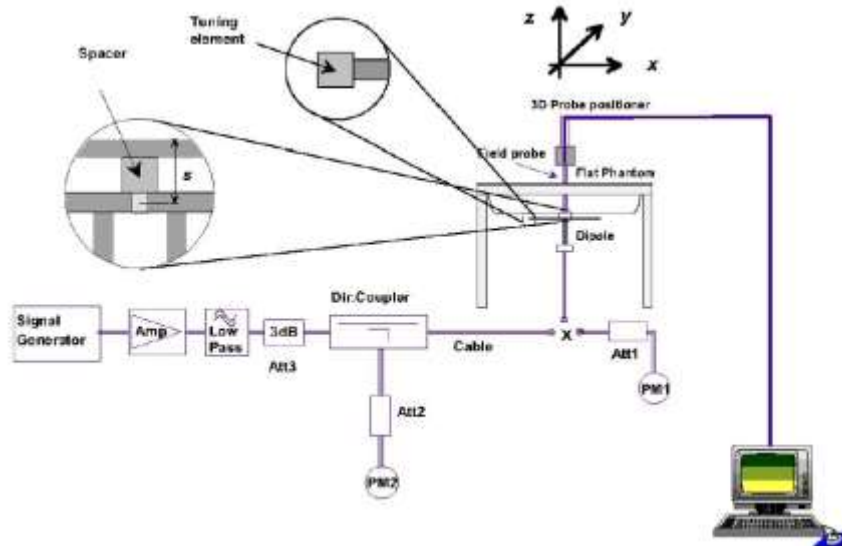 Tuning
element
Spacer
z
y
x
s
3D Probe positioner
Field probe
Flat Phantom
Dipole
Dir.Coupler
Signal
Generator
Amp
Low
Pass
3dB
Att3
Cable
X
Att1
PM1
Att2
PM2